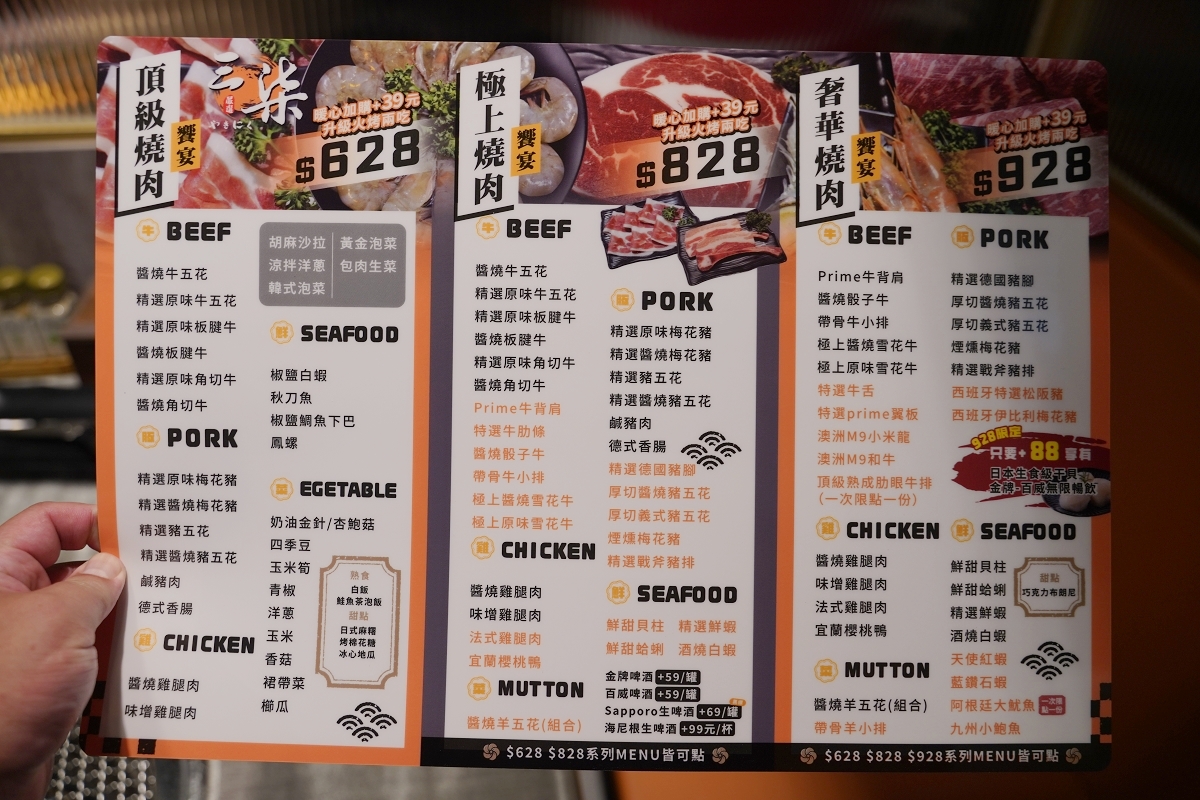 頂級燒肉
饗宴
三柒
やきにく
暖心加購+39元
升級火烤兩吃
$628
牛 BEEF
醬燒牛五花
精選原味牛五花
精選原味板腱牛
醬燒板腱牛
精選原味角切牛
醬燒角切牛
豚 PORK
精選原味梅花豬
精選醬燒梅花豬
精選豬五花
精選醬燒豬五花
鹹豬肉
德式香腸
雞 CHICKEN
醬燒雞腿肉
味增雞腿肉
胡麻沙拉 黃金泡菜
涼拌洋蔥 包肉生菜
韓式泡菜
鮮 SEAFOOD
椒鹽白蝦
秋刀魚
椒鹽鯛魚下巴
鳳螺
菜 EGETABLE
奶油金針/杏鮑菇
四季豆
玉米筍
青椒
洋蔥
玉米
香菇
裙帶菜
櫛瓜
熟食
白飯
鮭魚茶泡飯
甜點
日式麻糬
烤棉花糖
冰心地瓜
極上燒肉
饗宴
暖心加購+39元
升級火烤兩吃
$828
牛 BEEF
醬燒牛五花
精選原味牛五花
精選原味板腱牛
醬燒板腱牛
精選原味角切牛
醬燒角切牛
Prime牛背肩
特選牛肋條
醬燒骰子牛
帶骨牛小排
極上醬燒雪花牛
極上原味雪花牛
雞 CHICKEN
醬燒雞腿肉
味增雞腿肉
法式雞腿肉
宜蘭櫻桃鴨
菜 MUTTON
醬燒羊五花(組合)
豚 PORK
精選原味梅花豬
精選醬燒梅花豬
精選豬五花
精選醬燒豬五花
鹹豬肉
德式香腸
精選德國豬腳
厚切醬燒豬五花
厚切義式豬五花
煙燻梅花豬
精選戰斧豬排
鮮 SEAFOOD
鮮甜貝柱 精選鮮蝦
鮮甜蛤蜊 酒燒白蝦
金牌啤酒 +59/罐
百威啤酒 +59/罐
Sapporo生啤酒 +69/罐
海尼根生啤酒 +99元/杯
$628 $828系列MENU皆可點
奢華燒肉
饗宴
暖心加購+39元
升級火烤兩吃
$928
牛 BEEF
Prime牛背肩
醬燒骰子牛
帶骨牛小排
極上醬燒雪花牛
極上原味雪花牛
特選牛舌
特選prime翼板
澳洲M9小米龍
澳洲M9和牛
頂級熟成肋眼牛排
(一次限點一份)
雞 CHICKEN
醬燒雞腿肉
味增雞腿肉
法式雞腿肉
宜蘭櫻桃鴨
菜 MUTTON
醬燒羊五花(組合)
帶骨羊小排
豚 PORK
精選德國豬腳
厚切醬燒豬五花
厚切義式豬五花
煙燻梅花豬
精選戰斧豬排
西班牙特選松阪豬
西班牙伊比利梅花豬
928限定
只要+88享有
日本生食級干貝
金牌-百威無限暢飲
鮮 SEAFOOD
鮮甜貝柱
鮮甜蛤蜊
精選鮮蝦
酒燒白蝦
天使紅蝦
藍鑽石蝦
阿根廷大魷魚 一次限點一份
九州小鮑魚
甜點
巧克力布朗尼
$628 $828 $928系列MENU皆可點